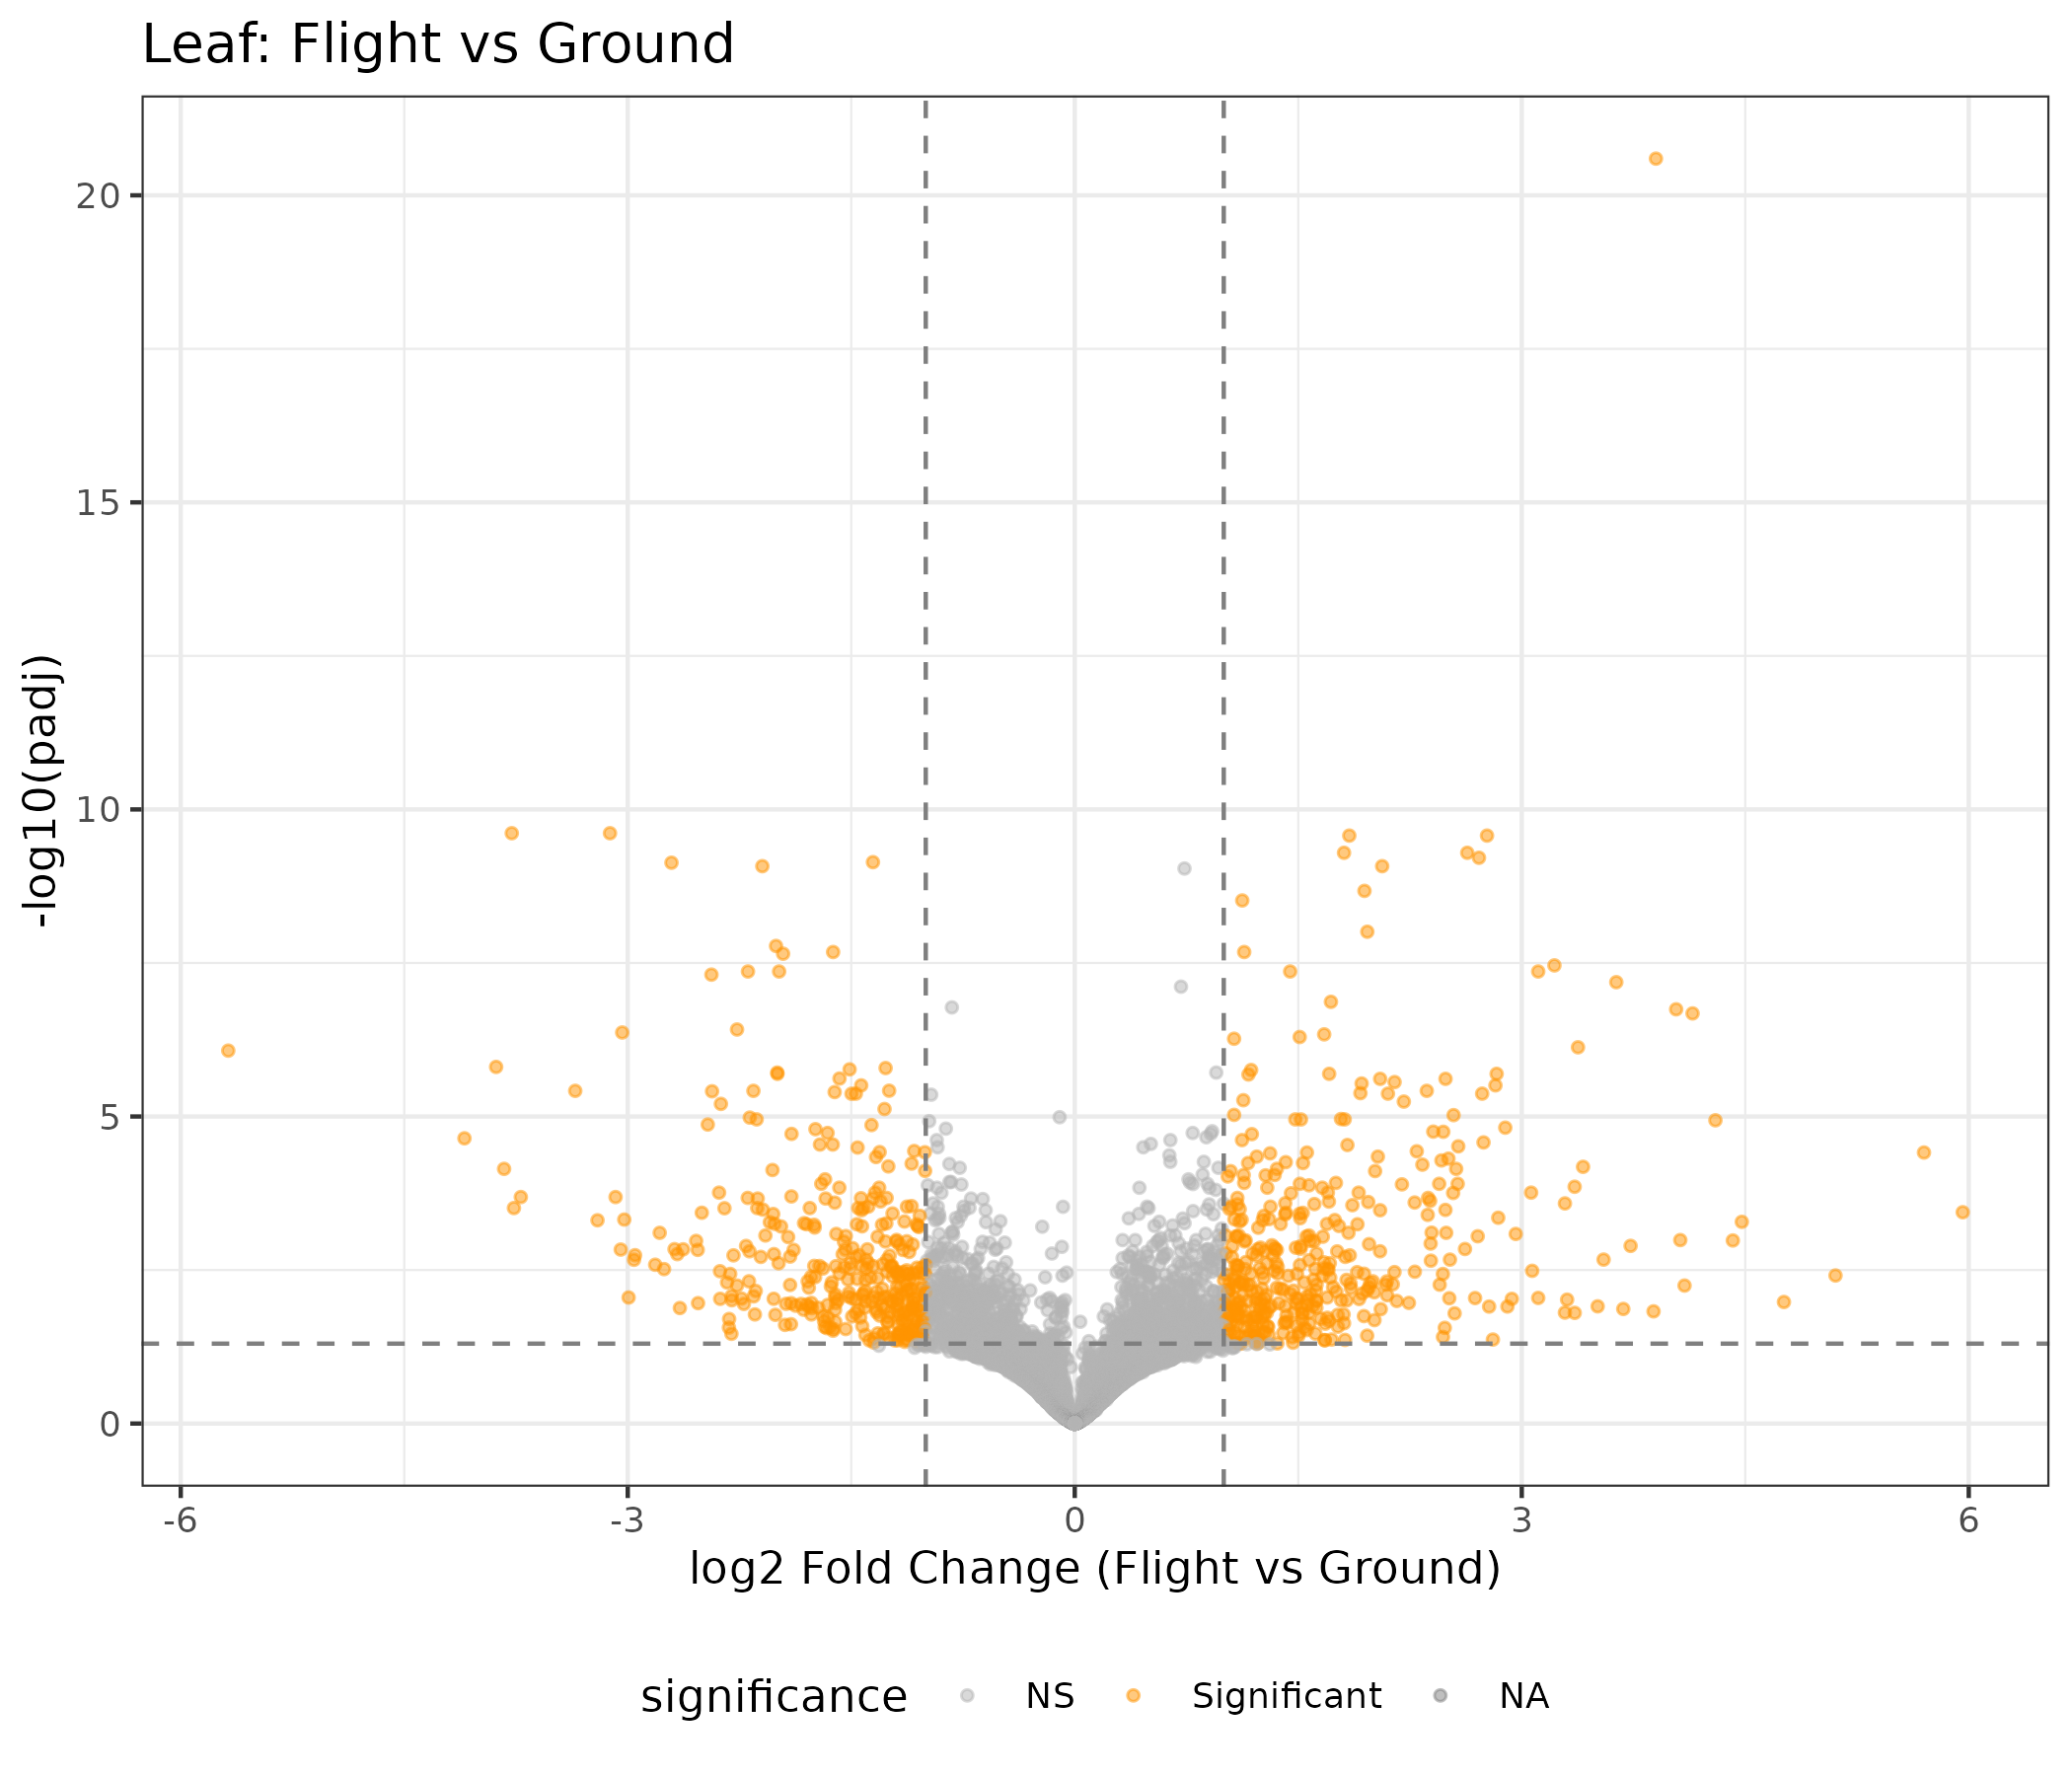 Leaf: Flight vs Ground
20
15
10
5
0
-log10(padj)
-6 -3 0 3 6
log2 Fold Change (Flight vs Ground)
significance NS Significant NA